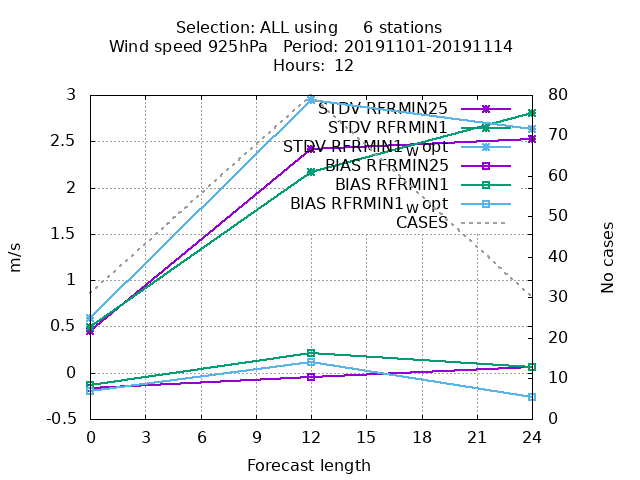 Selection: ALL using     6 stations
Wind speed 925hPa   Period: 20191101-20191114
Hours: 12
3
2.5
2
1.5
1
0.5
0
-0.5
m/s
80
70
60
50
40
30
20
10
0
No cases
STDV RFRMIN25
STDV RFRMIN1
STDV RFRMIN1W opt
BIAS RFRMIN25
BIAS RFRMIN1
BIAS RFRMIN1W opt
CASES
0 3 6 9 12 15 18 21 24
Forecast length